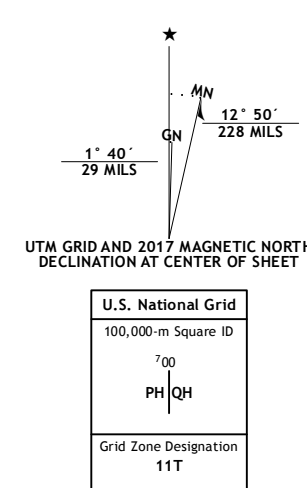 ★
MN
GN
12° 50´
228 MILS
1° 40´
29 MILS
UTM GRID AND 2017 MAGNETIC NORTH
DECLINATION AT CENTER OF SHEET
U.S. National Grid
100,000-m Square ID
⁷00
PH QH
Grid Zone Designation
11T